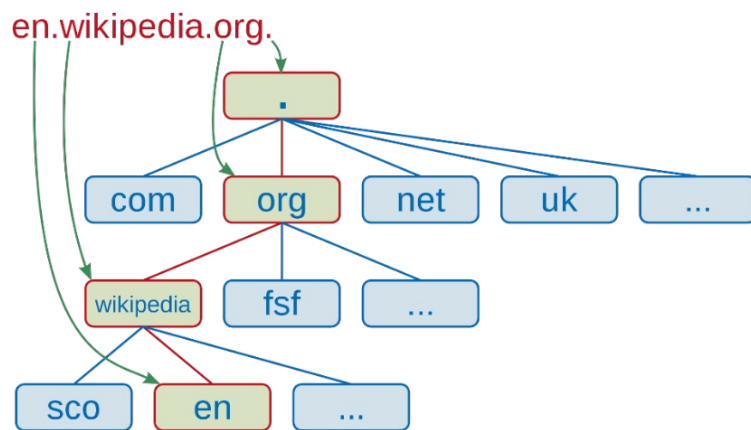 en.wikipedia.org.
.
com org net uk ...
wikipedia fsf ...
sco en ...